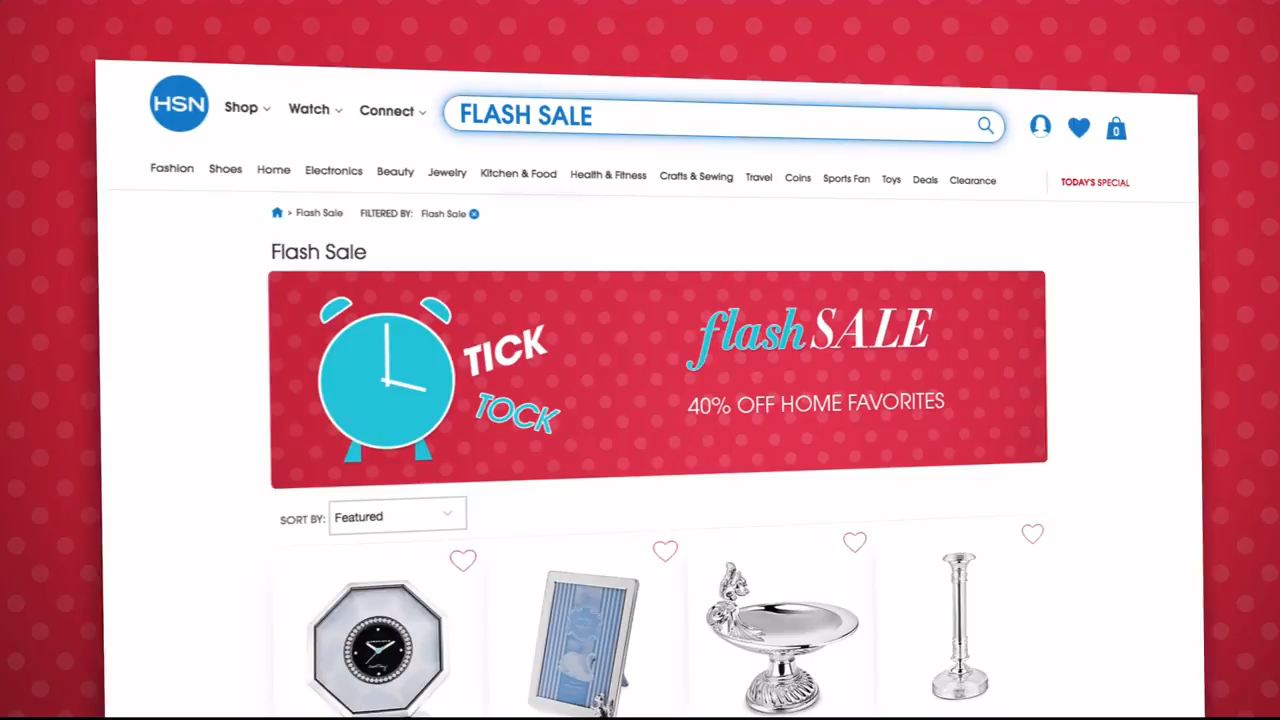 HSN Shop Watch Connect FLASH SALE 0
Fashion Shoes Home Electronics Beauty Jewelry Kitchen & Food Health & Fitness Crafts & Sewing Travel Coins Sports Fan Toys Deals Clearance TODAY'S SPECIAL
> Flash Sale FILTERED BY: Flash Sale
Flash Sale
TICK
TOCK
flash SALE
40% OFF HOME FAVORITES
SORT BY: Featured